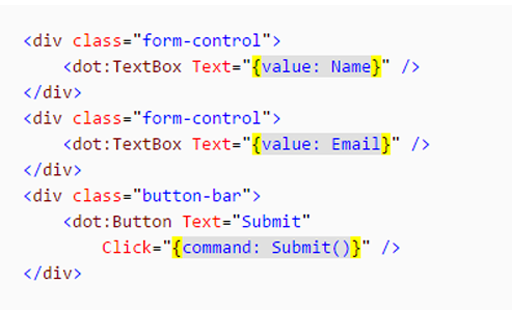 <div class="form-control">
    <dot:TextBox Text="{value: Name}" />
</div>
<div class="form-control">
    <dot:TextBox Text="{value: Email}" />
</div>
<div class="button-bar">
    <dot:Button Text="Submit"
        Click="{command: Submit()}" />
</div>